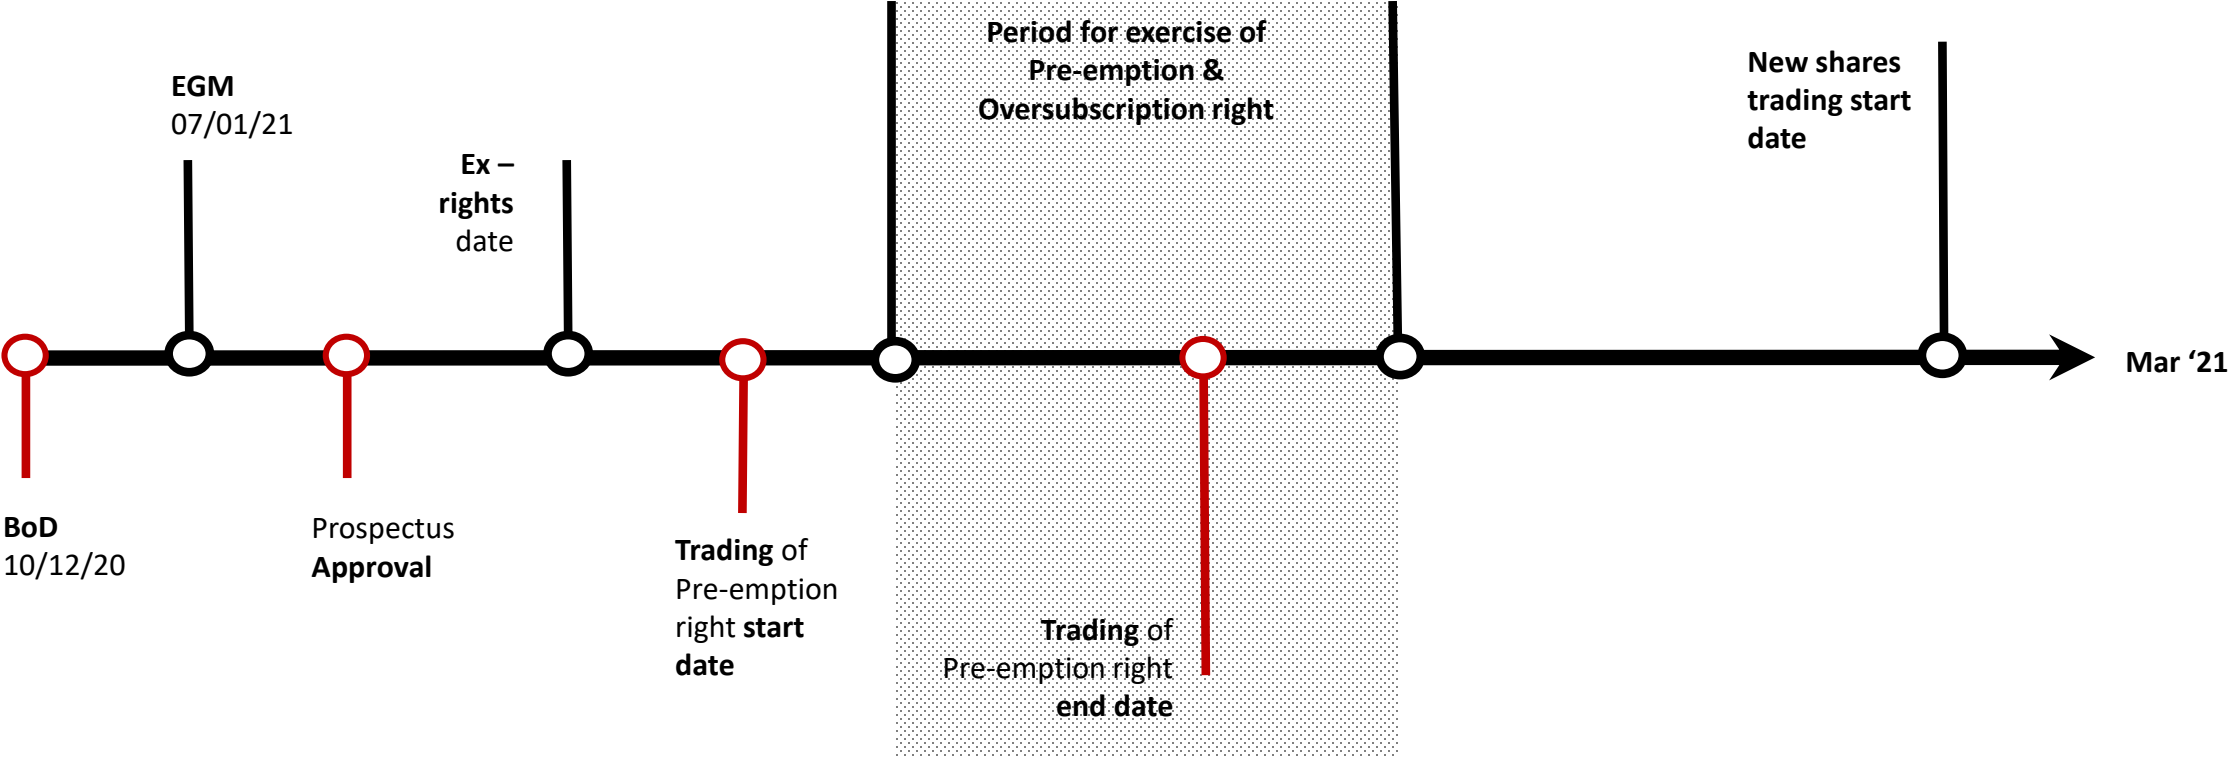 EGM
07/01/21
Ex –
rights
date
Period for exercise of
Pre-emption &
Oversubscription right
New shares
trading start
date
Mar ‘21
BoD
10/12/20
Prospectus
Approval
Trading of
Pre-emption
right start
date
Trading of
Pre-emption right
end date